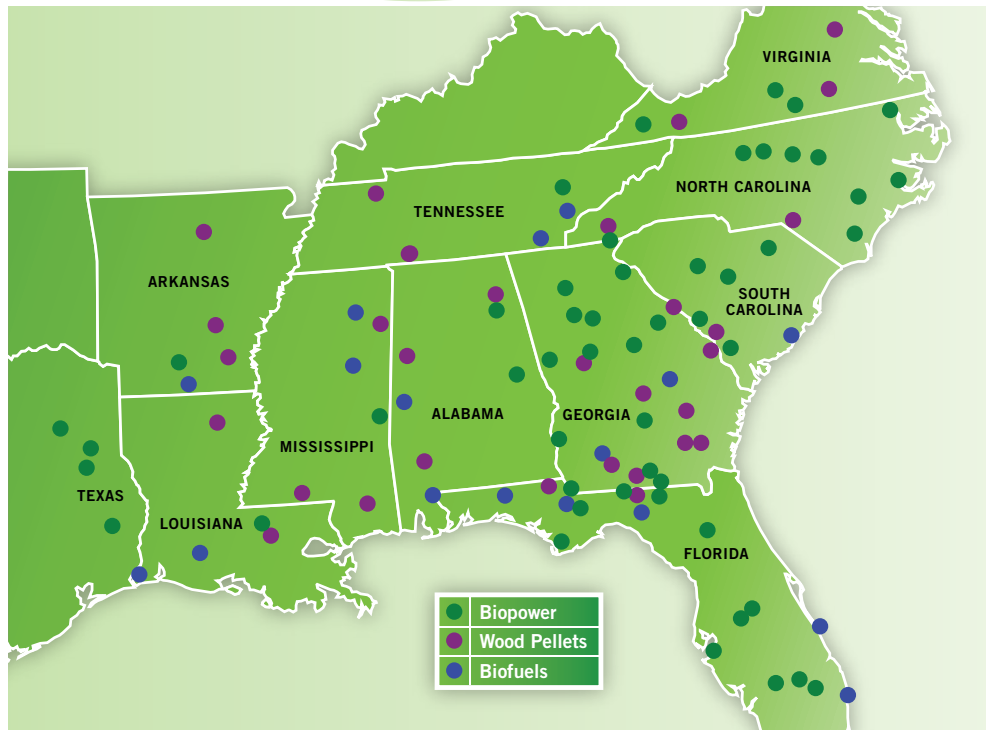 VIRGINIA
NORTH CAROLINA
TENNESSEE
ARKANSAS
SOUTH
CAROLINA
ALABAMA
GEORGIA
MISSISSIPPI
TEXAS
LOUISIANA
FLORIDA
Biopower
Wood Pellets
Biofuels